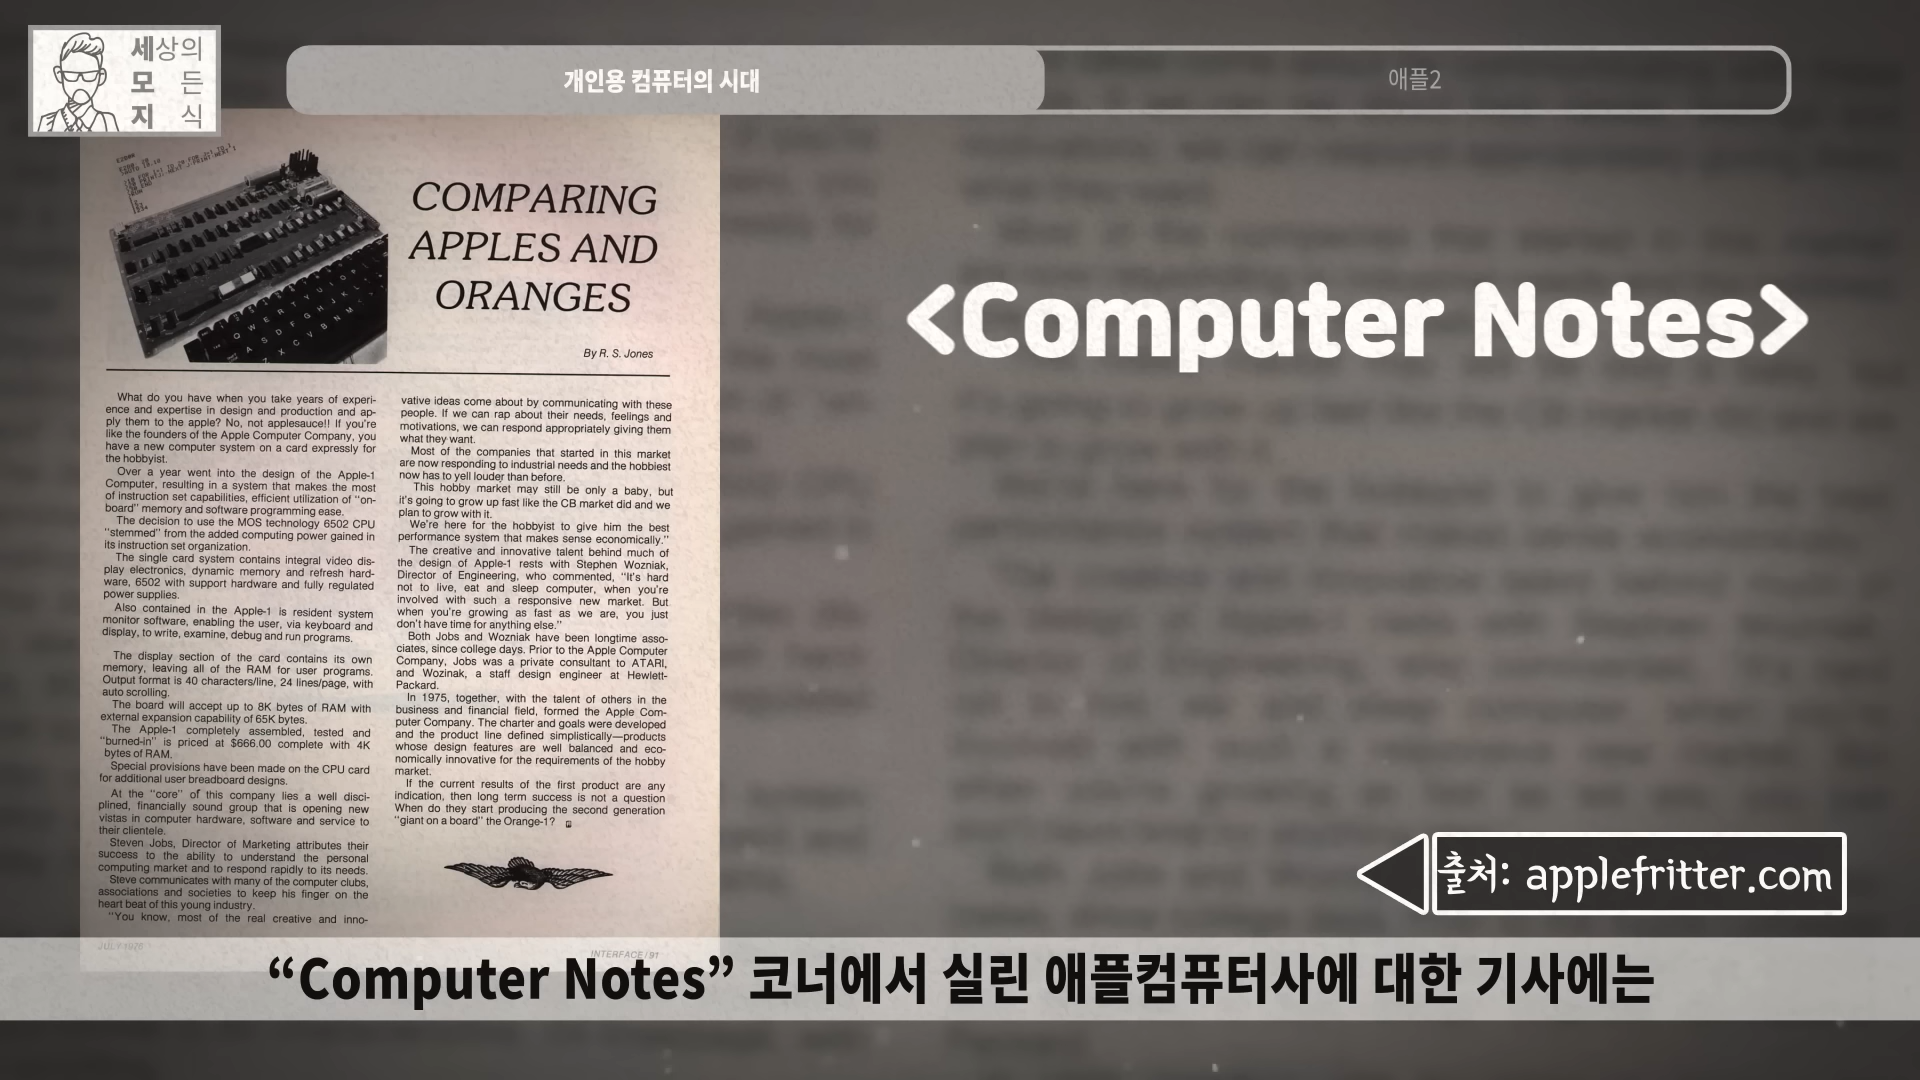 세상의
모 든
지 식
개인용 컴퓨터의 시대
애플2
COMPARING
APPLES AND
ORANGES
By R. S. Jones
What do you have when you take years of experi-
ence and expertise in design and production and ap-
ply them to the apple? No, not applesauce!! If you're
like the founders of the Apple Computer Company, you
have a new computer system on a card expressly for
the hobbyist.
Over a year went into the design of the Apple-1
Computer, resulting in a system that makes the most
of instruction set capabilities, efficient utilization of "on-
board" memory and software programming ease.
The decision to use the MOS technology 6502 CPU
"stemmed" from the added computing power gained in
its instruction set organization.
The single card system contains integral video dis-
play electronics, dynamic memory and refresh hard-
ware, 6502 with support hardware and fully regulated
power supplies.
Also contained in the Apple-1 is resident system
monitor software, enabling the user, via keyboard and
display, to write, examine, debug and run programs.
The display section of the card contains its own
memory, leaving all of the RAM for user programs.
Output format is 40 characters/line, 24 lines/page, with
auto scrolling.
The board will accept up to 8K bytes of RAM with
external expansion capability of 65K bytes.
The Apple-1 completely assembled, tested and
"burned-in" is priced at $666.00 complete with 4K
bytes of RAM.
Special provisions have been made on the CPU card
for additional user breadboard designs.
At the "core" of this company lies a well disci-
plined, financially sound group that is opening new
vistas in computer hardware, software and service to
their clientele.
Steven Jobs, Director of Marketing attributes their
success to the ability to understand the personal
computing market and to respond rapidly to its needs.
Steve communicates with many of the computer clubs,
associations and societies to keep his finger on the
heart beat of this young industry.
"You know, most of the real creative and inno-
vative ideas come about by communicating with these
people. If we can rap about their needs, feelings and
motivations, we can respond appropriately giving them
what they want.
Most of the companies that started in this market
are now responding to industrial needs and the hobbiest
now has to yell louder than before.
This hobby market may still be only a baby, but
it's going to grow up fast like the CB market did and we
plan to grow with it.
We're here for the hobbyist to give him the best
performance system that makes sense economically."
The creative and innovative talent behind much of
the design of Apple-1 rests with Stephen Wozniak,
Director of Engineering, who commented, "It's hard
not to live, eat and sleep computer, when you're
involved with such a responsive new market. But
when you're growing as fast as we are, you just
don't have time for anything else."
Both Jobs and Wozniak have been longtime asso-
ciates, since college days. Prior to the Apple Computer
Company, Jobs was a private consultant to ATARI,
and Wozinak, a staff design engineer at Hewlett-
Packard.
In 1975, together, with the talent of others in the
business and financial field, formed the Apple Com-
puter Company. The charter and goals were developed
and the product line defined simplistically—products
whose design features are well balanced and eco-
nomically innovative for the requirements of the hobby
market.
If the current results of the first product are any
indication, then long term success is not a question
When do they start producing the second generation
"giant on a board" the Orange-1?
JULY 1976
INTERFACE/91
<Computer Notes>
출처: applefritter.com
“Computer Notes” 코너에서 실린 애플컴퓨터사에 대한 기사에는